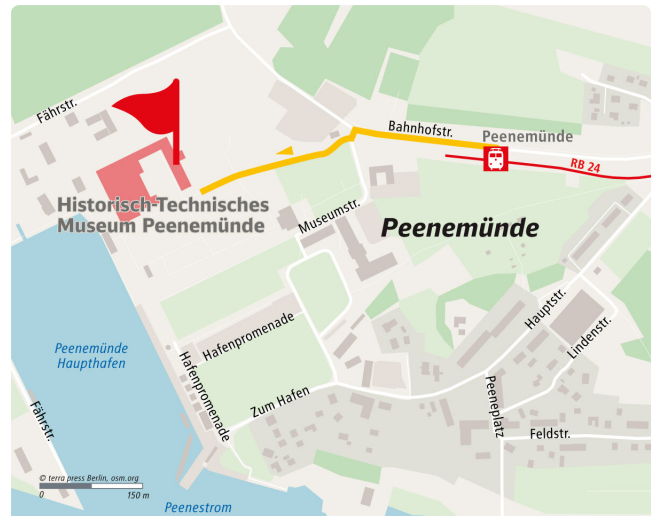 Fährstr.
Bahnhofstr.
Peenemünde
RB 24
Historisch-Technisches
Museum Peenemünde
Museumstr.
Peenemünde
Hauptstr.
Lindenstr.
Hafenpromenade
Peenemünde
Haupthafen
Hafenpromenade
Zum Hafen
Peeneplatz
Feldstr.
Fährstr.
© terra press Berlin, osm.org
0 150 m
Peenestrom